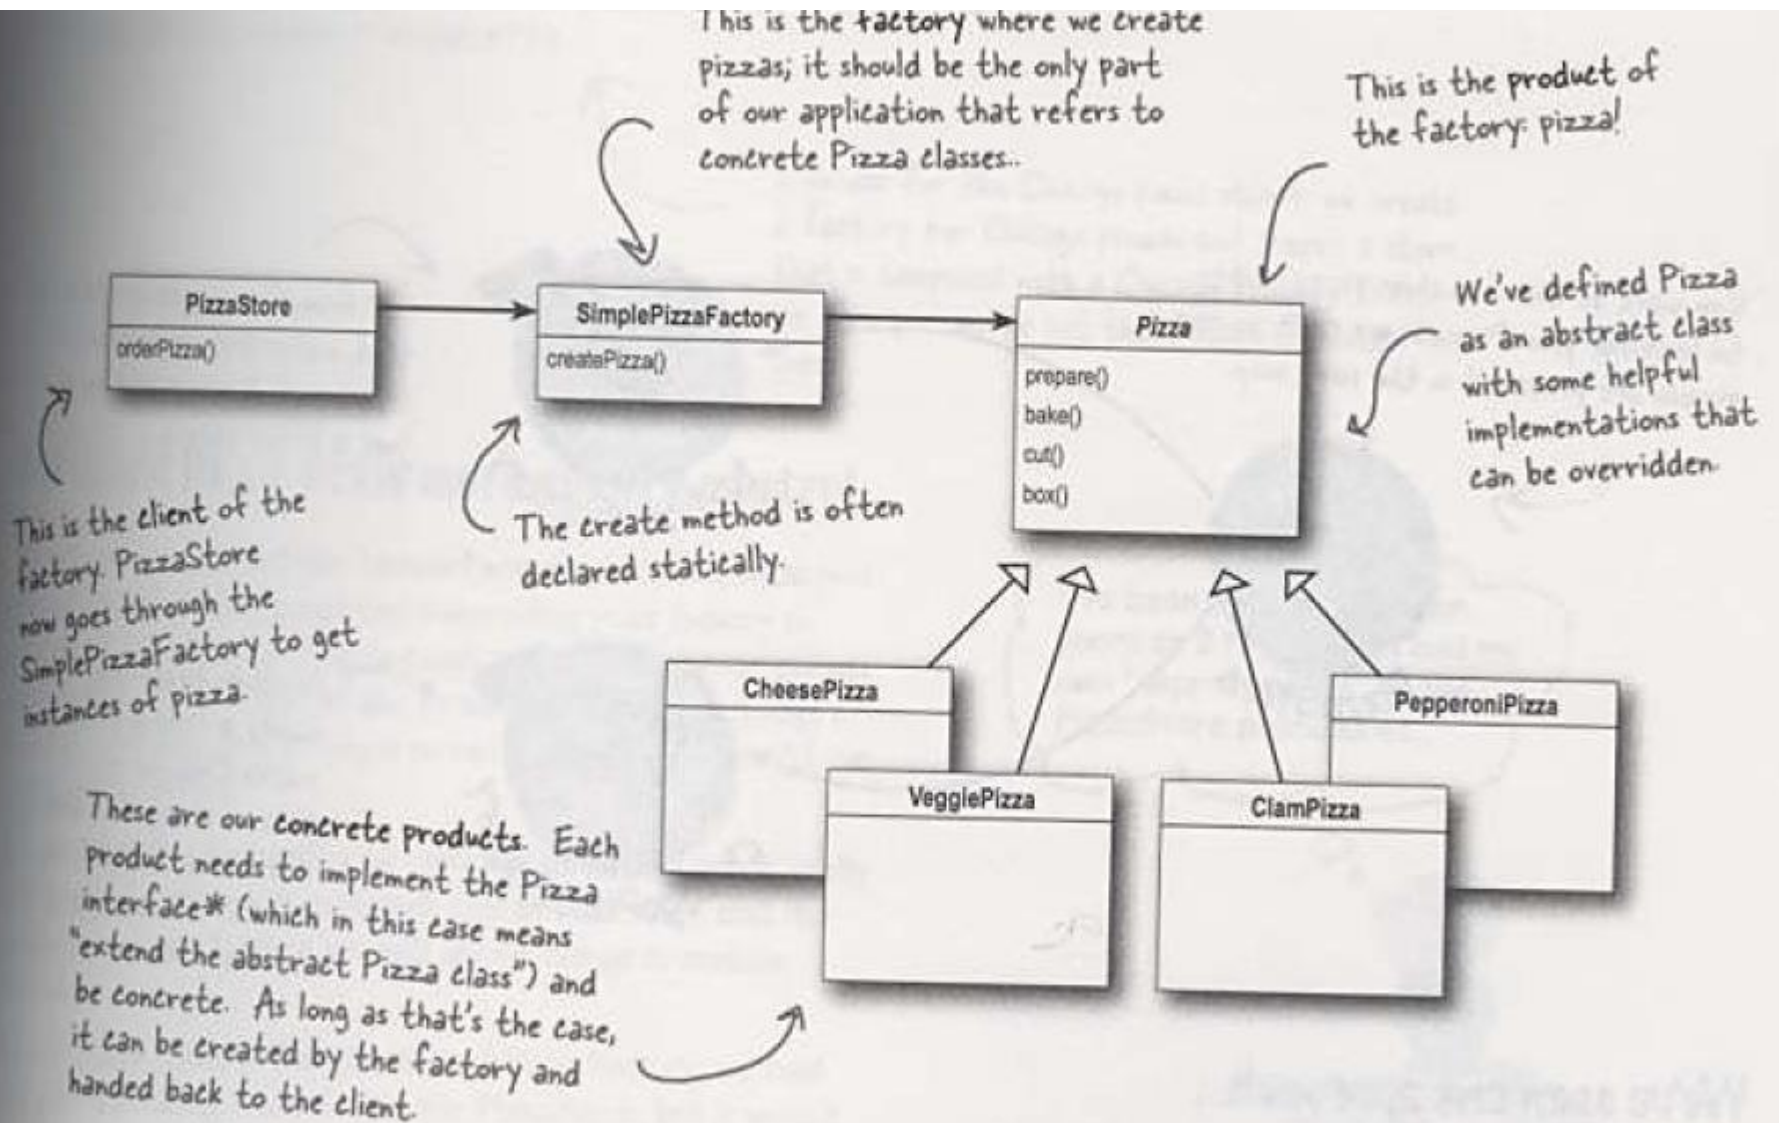 This is the factory where we create
pizzas; it should be the only part
of our application that refers to
concrete Pizza classes..
This is the product of
the factory: pizza!
PizzaStore
orderPizza()
SimplePizzaFactory
createPizza()
Pizza
prepare()
bake()
cut()
box()
We've defined Pizza
as an abstract class
with some helpful
implementations that
can be overridden.
This is the client of the
factory. PizzaStore
now goes through the
SimplePizzaFactory to get
instances of pizza.
The create method is often
declared statically.
CheesePizza
VeggiePizza
ClamPizza
PepperoniPizza
These are our concrete products. Each
product needs to implement the Pizza
interface* (which in this case means
"extend the abstract Pizza class") and
be concrete. As long as that's the case,
it can be created by the factory and
handed back to the client.